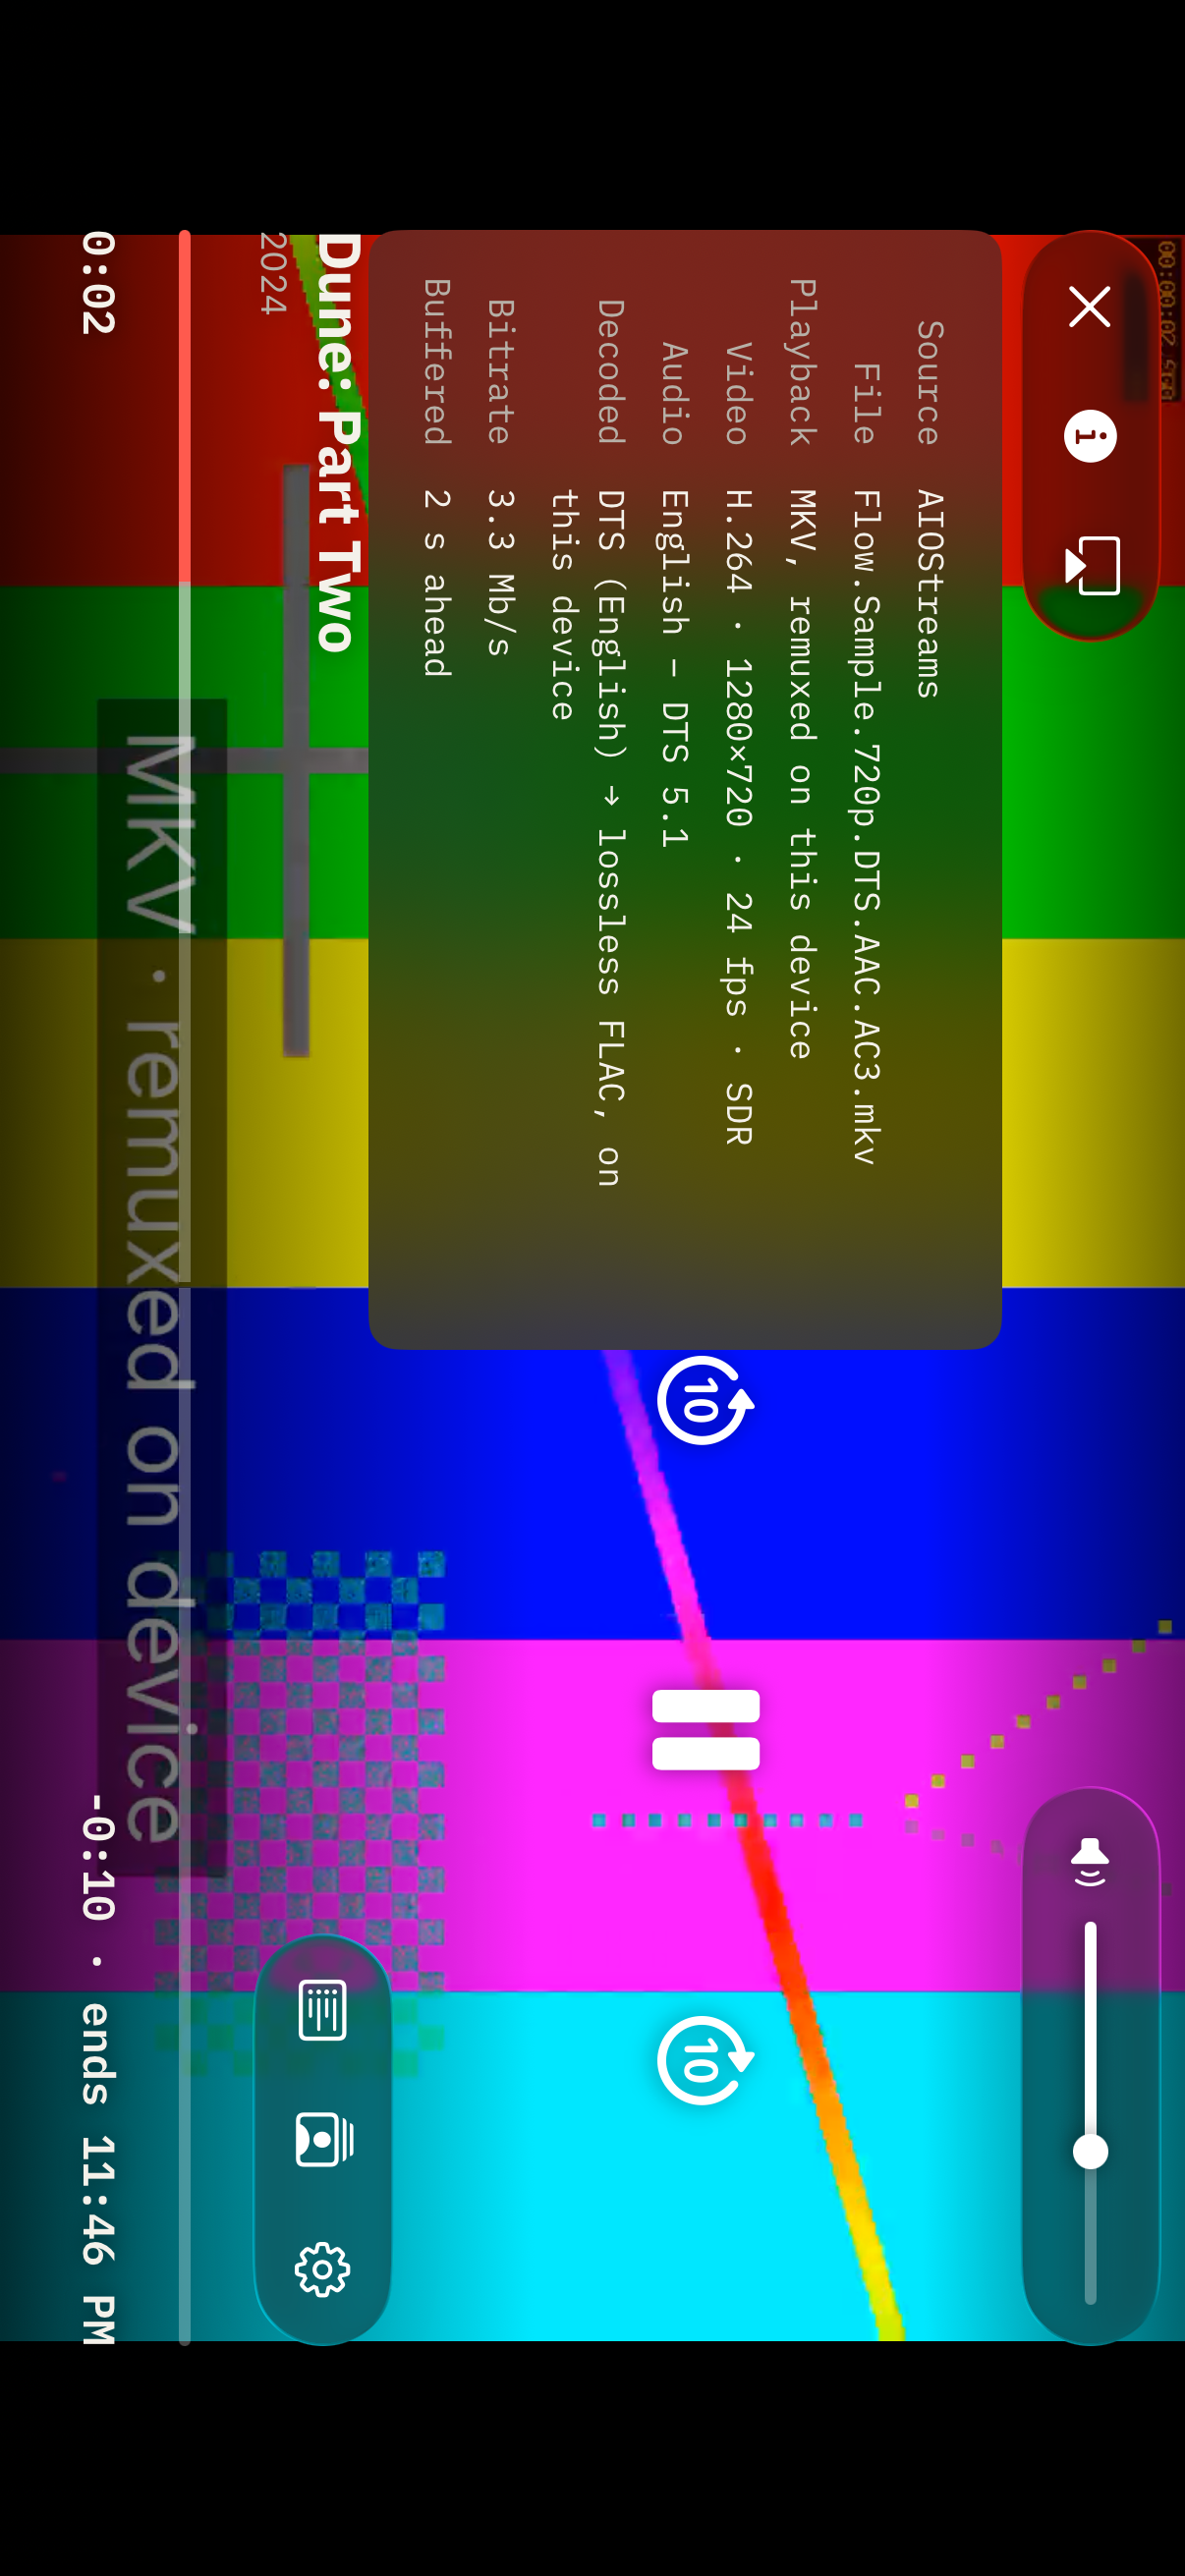 00:00:02
Source AIOStreams
File Flow.Sample.720p.DTS.AAC.AC3.mkv
Playback MKV, remuxed on this device
Video H.264 · 1280×720 · 24 fps · SDR
Audio English – DTS 5.1
Decoded DTS (English) → lossless FLAC, on
this device
Bitrate 3.3 Mb/s
Buffered 2 s ahead
10
10
Dune: Part Two
2024
MKV · remuxed on device
0:02
-0:10 · ends 11:46 PM